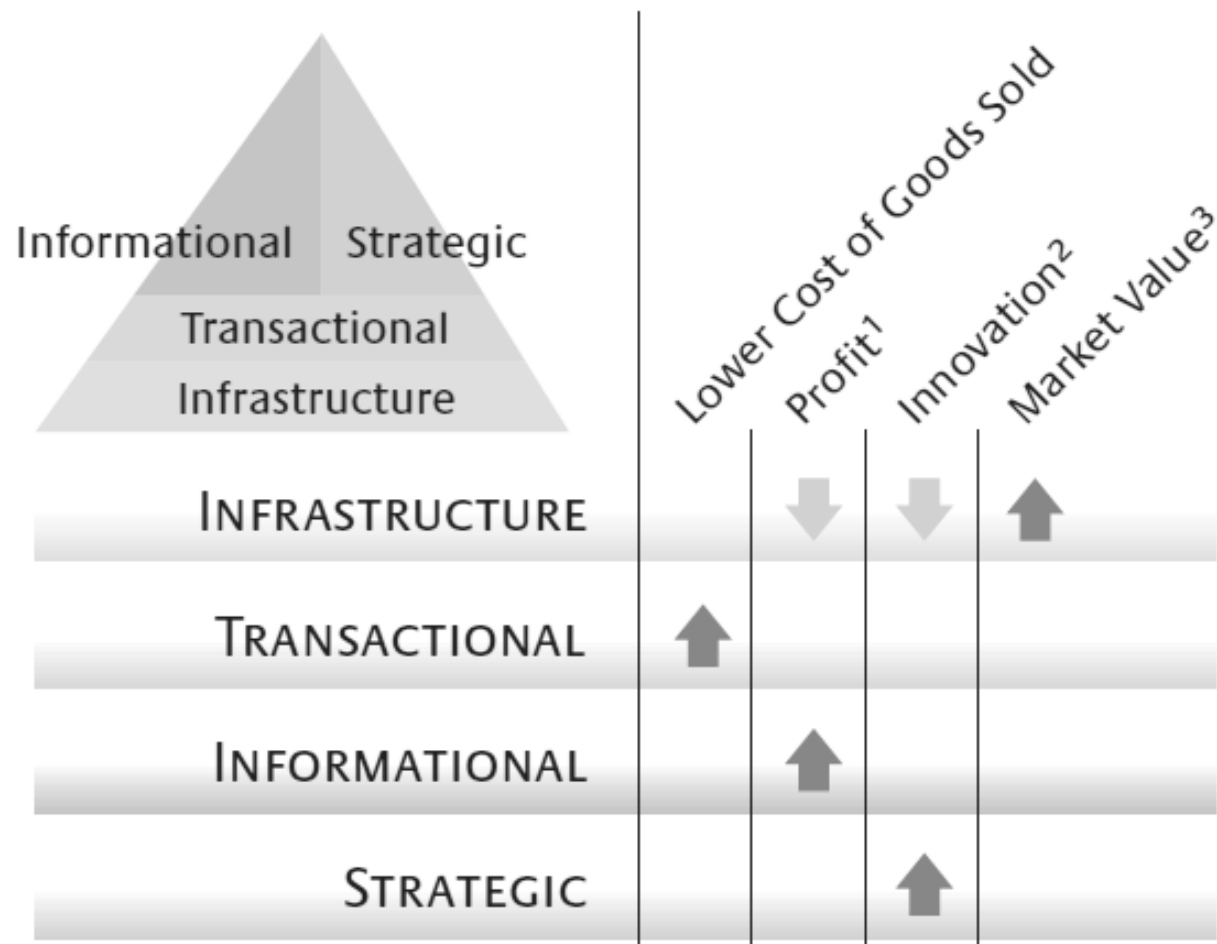 Informational Strategic
Transactional
Infrastructure
Lower Cost of Goods Sold
Profit¹
Innovation²
Market Value³
INFRASTRUCTURE
TRANSACTIONAL
INFORMATIONAL
STRATEGIC